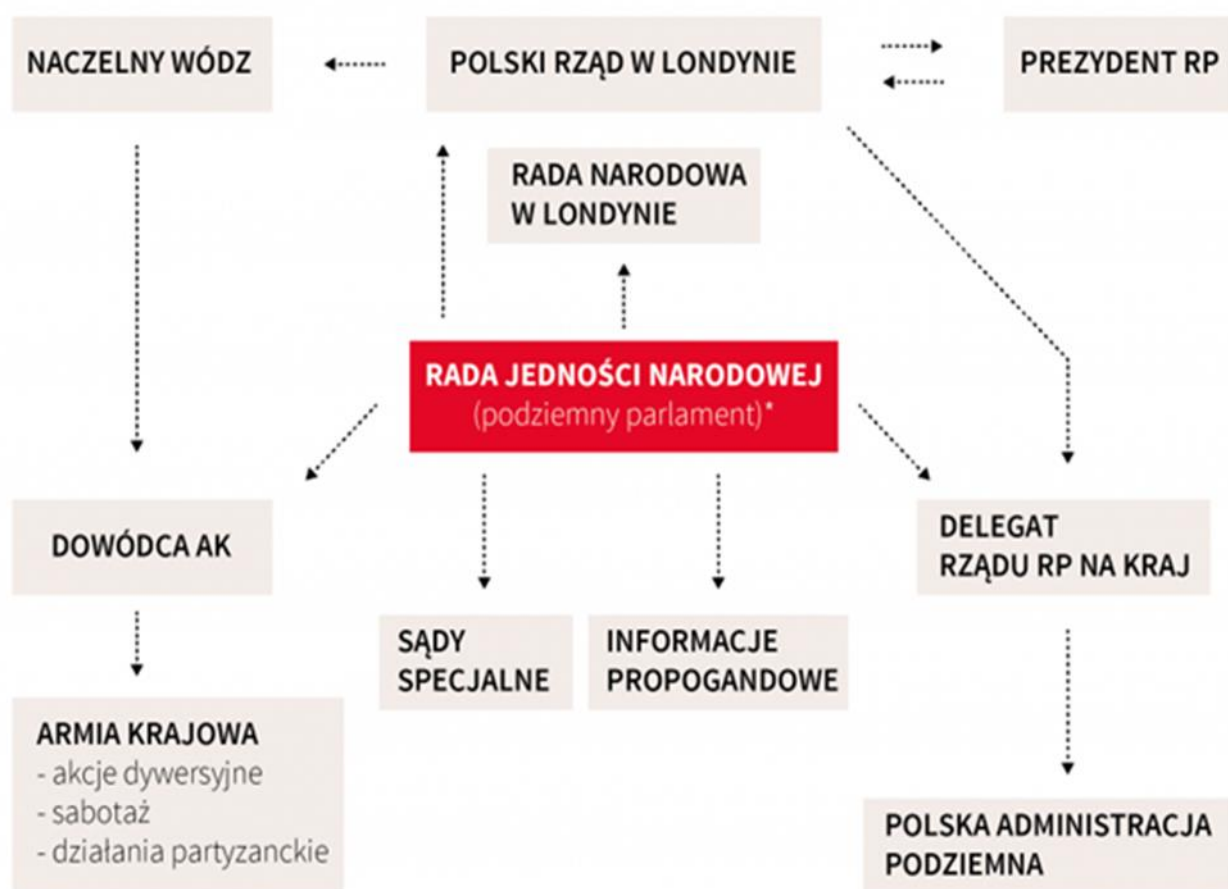 NACZELNY WÓDZ
POLSKI RZĄD W LONDYNIE
PREZYDENT RP
RADA NARODOWA
W LONDYNIE
RADA JEDNOŚCI NARODOWEJ
(podziemny parlament)*
DOWÓDCA AK
DELEGAT
RZĄDU RP NA KRAJ
SĄDY
SPECJALNE
INFORMACJE
PROPOGANDOWE
ARMIA KRAJOWA
- akcje dywersyjne
- sabotaż
- działania partyzanckie
POLSKA ADMINISTRACJA
PODZIEMNA